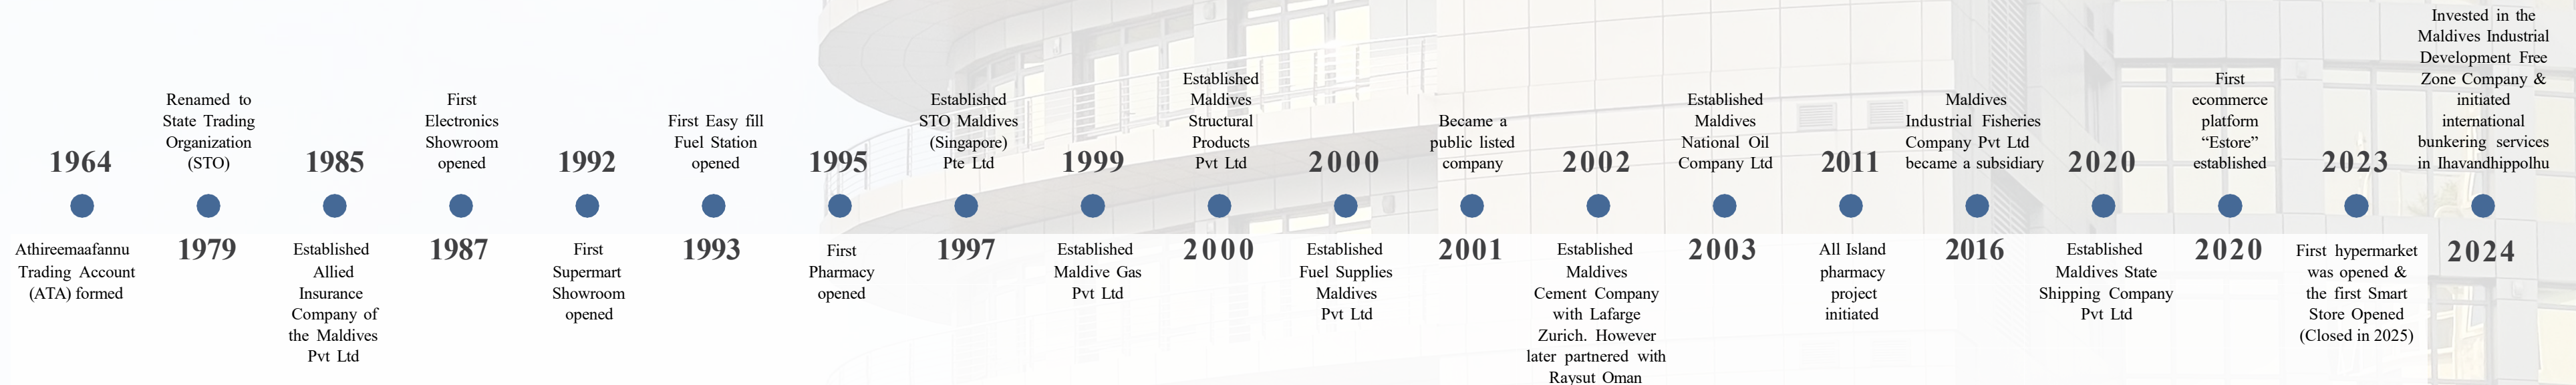 1964
Athireemaafannu
Trading Account
(ATA) formed
Renamed to
State Trading
Organization
(STO)
1979
1985
Established
Allied
Insurance
Company of
the Maldives
Pvt Ltd
First
Electronics
Showroom
opened
1987
1992
First
Supermart
Showroom
opened
First Easy fill
Fuel Station
opened
1993
1995
First
Pharmacy
opened
Established
STO Maldives
(Singapore)
Pte Ltd
1997
1999
Established
Maldive Gas
Pvt Ltd
Established
Maldives
Structural
Products
Pvt Ltd
2000
2000
Established
Fuel Supplies
Maldives
Pvt Ltd
Became a
public listed
company
2001
2002
Established
Maldives
Cement Company
with Lafarge
Zurich. However
later partnered with
Raysut Oman
Established
Maldives
National Oil
Company Ltd
2003
2011
All Island
pharmacy
project
initiated
Maldives
Industrial Fisheries
Company Pvt Ltd
became a subsidiary
2016
2020
Established
Maldives State
Shipping Company
Pvt Ltd
First
ecommerce
platform
“Estore”
established
2020
2023
First hypermarket
was opened &
the first Smart
Store Opened
(Closed in 2025)
Invested in the
Maldives Industrial
Development Free
Zone Company &
initiated
international
bunkering services
in Ihavandhippolhu
2024